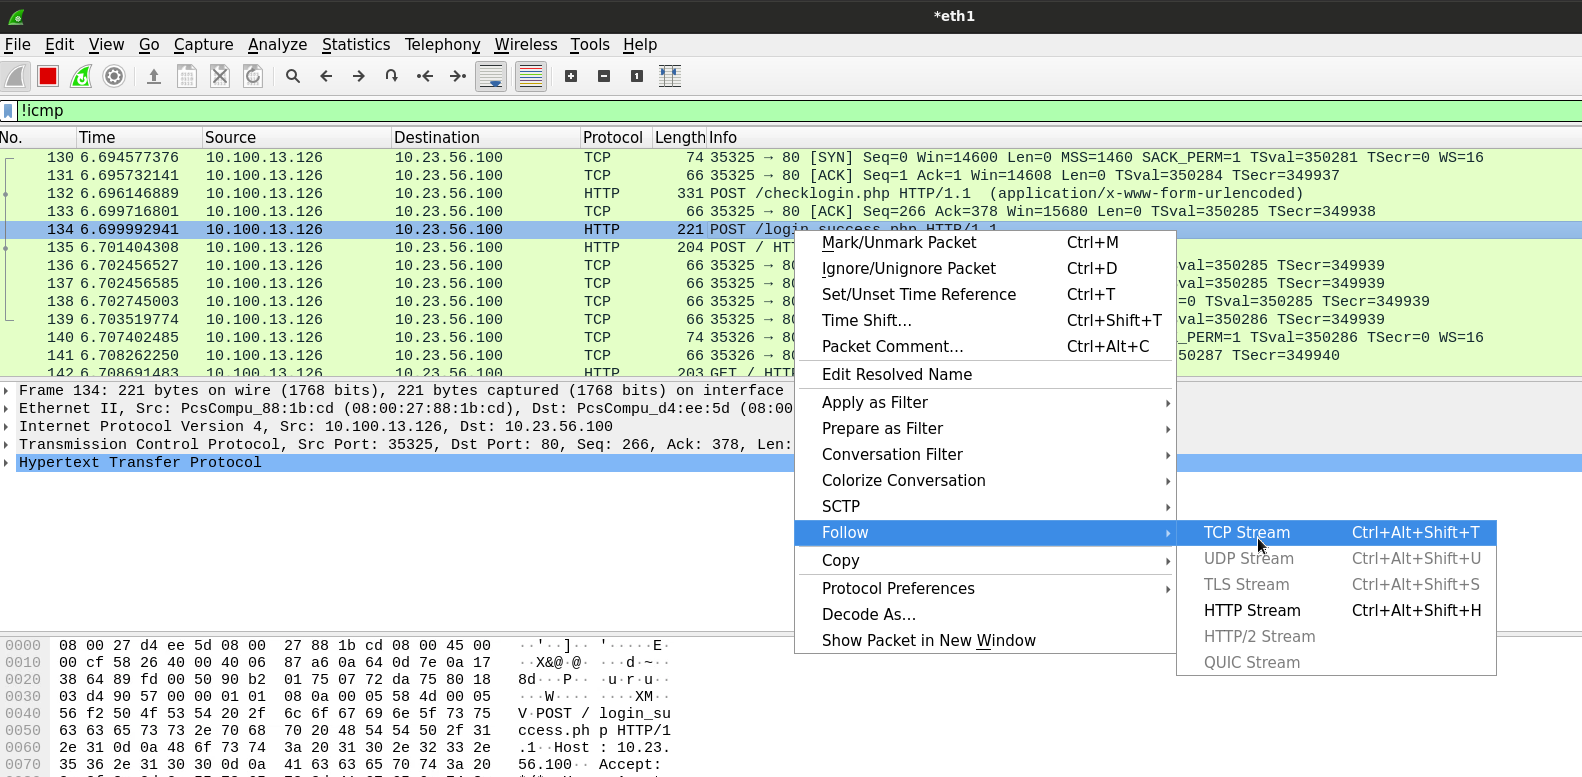 *eth1
File Edit View Go Capture Analyze Statistics Telephony Wireless Tools Help
!icmp
No. Time Source Destination Protocol Length Info
130 6.694577376 10.100.13.126 10.23.56.100 TCP 74 35325 → 80 [SYN] Seq=0 Win=14600 Len=0 MSS=1460 SACK_PERM=1 TSval=350281 TSecr=0 WS=16
131 6.695732141 10.100.13.126 10.23.56.100 TCP 66 35325 → 80 [ACK] Seq=1 Ack=1 Win=14608 Len=0 TSval=350284 TSecr=349937
132 6.696146889 10.100.13.126 10.23.56.100 HTTP 331 POST /checklogin.php HTTP/1.1 (application/x-www-form-urlencoded)
133 6.699716801 10.100.13.126 10.23.56.100 TCP 66 35325 → 80 [ACK] Seq=266 Ack=378 Win=15680 Len=0 TSval=350285 TSecr=349938
134 6.699992941 10.100.13.126 10.23.56.100 HTTP 221 POST /login_success.php HTTP/1.1
135 6.701404308 10.100.13.126 10.23.56.100 HTTP 204 POST / HT
136 6.702456527 10.100.13.126 10.23.56.100 TCP 66 35325 → 80 val=350285 TSecr=349939
137 6.702456585 10.100.13.126 10.23.56.100 TCP 66 35325 → 80 val=350285 TSecr=349939
138 6.702745003 10.100.13.126 10.23.56.100 TCP 66 35325 → 80 =0 TSval=350285 TSecr=349939
139 6.703519774 10.100.13.126 10.23.56.100 TCP 66 35325 → 80 val=350286 TSecr=349939
140 6.707402485 10.100.13.126 10.23.56.100 TCP 74 35326 → 80 _PERM=1 TSval=350286 TSecr=0 WS=16
141 6.708262250 10.100.13.126 10.23.56.100 TCP 66 35326 → 80 50287 TSecr=349940
142 6.708691483 10.100.13.126 10.23.56.100 HTTP 203 GET / HTT
Mark/Unmark Packet Ctrl+M
Ignore/Unignore Packet Ctrl+D
Set/Unset Time Reference Ctrl+T
Time Shift… Ctrl+Shift+T
Packet Comment… Ctrl+Alt+C
Edit Resolved Name
Apply as Filter
Prepare as Filter
Conversation Filter
Colorize Conversation
SCTP
Follow
Copy
Protocol Preferences
Decode As…
Show Packet in New Window
TCP Stream Ctrl+Alt+Shift+T
UDP Stream Ctrl+Alt+Shift+U
TLS Stream Ctrl+Alt+Shift+S
HTTP Stream Ctrl+Alt+Shift+H
HTTP/2 Stream
QUIC Stream
Frame 134: 221 bytes on wire (1768 bits), 221 bytes captured (1768 bits) on interface
Ethernet II, Src: PcsCompu_88:1b:cd (08:00:27:88:1b:cd), Dst: PcsCompu_d4:ee:5d (08:00
Internet Protocol Version 4, Src: 10.100.13.126, Dst: 10.23.56.100
Transmission Control Protocol, Src Port: 35325, Dst Port: 80, Seq: 266, Ack: 378, Len:
Hypertext Transfer Protocol
0000 08 00 27 d4 ee 5d 08 00 27 88 1b cd 08 00 45 00 ··'··]·· '·····E·
0010 00 cf 58 26 40 00 40 06 87 a6 0a 64 0d 7e 0a 17 ··X&@·@· ···d·~··
0020 38 64 89 fd 00 50 90 b2 01 75 07 72 da 75 80 18 8d···P·· ·u·r·u··
0030 03 d4 90 57 00 00 01 01 08 0a 00 05 58 4d 00 05 ···W···· ····XM··
0040 56 f2 50 4f 53 54 20 2f 6c 6f 67 69 6e 5f 73 75 V·POST / login_su
0050 63 63 65 73 73 2e 70 68 70 20 48 54 54 50 2f 31 ccess.ph p HTTP/1
0060 2e 31 0d 0a 48 6f 73 74 3a 20 31 30 2e 32 33 2e .1··Host : 10.23.
0070 35 36 2e 31 30 30 0d 0a 41 63 63 65 70 74 3a 20 56.100·· Accept: